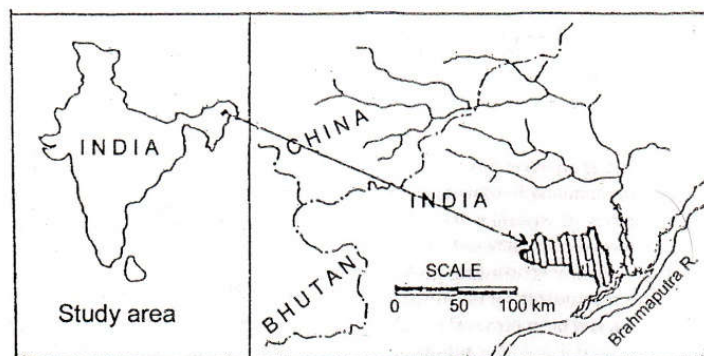 INDIA
Study area
CHINA
INDIA
BHUTAN
SCALE
0 50 100 km
Brahmaputra R.